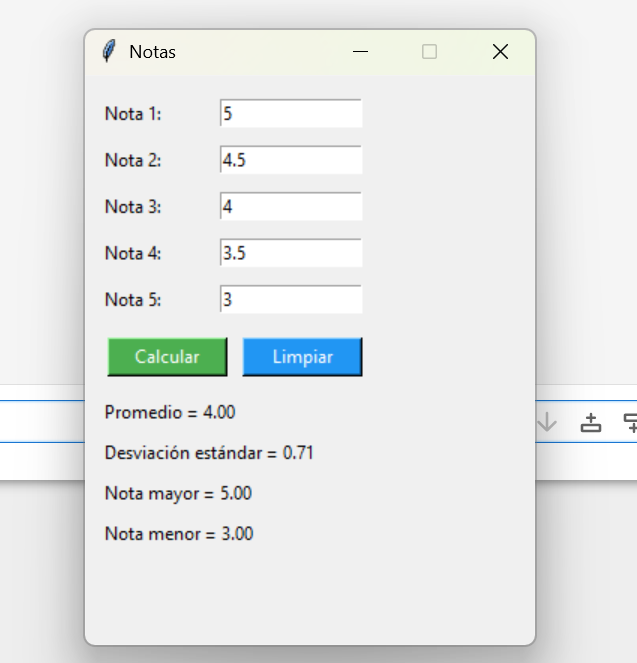 Notas
Nota 1: 5
Nota 2: 4.5
Nota 3: 4
Nota 4: 3.5
Nota 5: 3
Calcular Limpiar
Promedio = 4.00
Desviación estándar = 0.71
Nota mayor = 5.00
Nota menor = 3.00